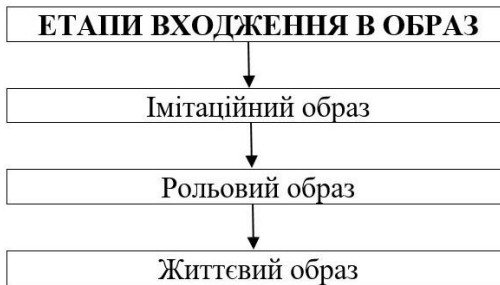 ЕТАПИ ВХОДЖЕННЯ В ОБРАЗ
Імітаційний образ
Рольовий образ
Життєвий образ